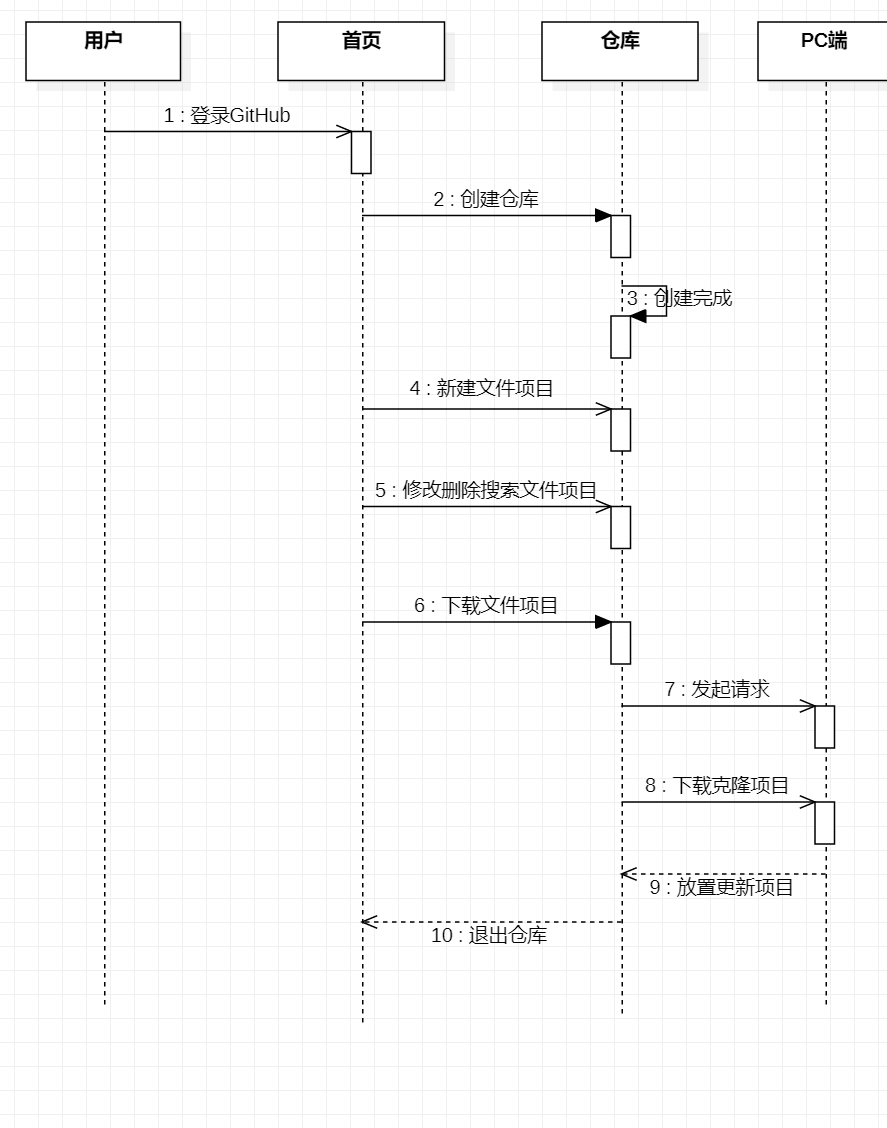 用户
首页
仓库
PC端
1 : 登录GitHub
2 : 创建仓库
3 : 创建完成
4 : 新建文件项目
5 : 修改删除搜索文件项目
6 : 下载文件项目
7 : 发起请求
8 : 下载克隆项目
9 : 放置更新项目
10 : 退出仓库